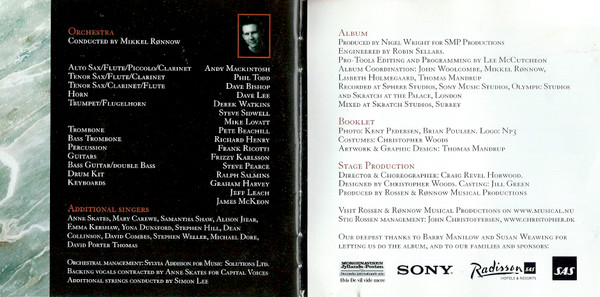 Orchestra
Conducted by Mikkel Rønnow
Alto Sax/Flute/Piccolo/Clarinet Andy Mackintosh
Tenor Sax/Flute/Clarinet Phil Todd
Tenor Sax/Clarinet/Flute Dave Bishop
Horn Dave Lee
Trumpet/Flugelhorn Derek Watkins
Steve Sidwell
Mike Lovatt
Trombone Pete Beachill
Bass Trombone Richard Henry
Percussion Frank Ricotti
Guitars Frizzy Karlsson
Bass Guitar/double Bass Steve Pearce
Drum Kit Ralph Salmins
Keyboards Graham Harvey
Jeff Leach
James McKeon
Additional singers
Anne Skates, Mary Carewe, Samantha Shaw, Alison Jiear,
Emma Kershaw, Yona Dunsford, Stephen Hill, Dean
Collinson, David Combes, Stephen Weller, Michael Dore,
David Porter Thomas
Orchestral management: Sylvia Addison for Music Solutions Ltd.
Backing vocals contracted by Anne Skates for Capital Voices
Additional strings conducted by Simon Lee
Album
Produced by Nigel Wright for SMP Productions
Engineered by Robin Sellars.
Pro-Tools Editing and Programming by Lee McCutcheon
Album Coordination: John Woolcombe, Mikkel Rønnow,
Lisbeth Holmegaard, Thomas Mandrup
Recorded at Sphere Studios, Sony Music Studios, Olympic Studios
and Skratch at the Palace, London
Mixed at Skratch Studios, Surrey
Booklet
Photo: Kent Pedersen, Brian Poulsen. Logo: Np3
Costumes: Christopher Woods
Artwork & Graphic Design: Thomas Mandrup
Stage Production
Director & Choreographer: Craig Revel Horwood.
Designed by Christopher Woods. Casting: Jill Green
Produced by Rossen & Rønnow Musical Productions
Visit Rossen & Rønnow Musical Productions on www.musical.nu
Stig Rossen management: John Christoffersen, www.christopher.dk
Our deepest thanks to Barry Manilow and Susan Weaving for
letting us do the album, and to our families and sponsors:
MORGENAVISEN
Jyllands-Posten
Hvis De vil vide mere
SONY
Radisson SAS
HOTELS & RESORTS
SAS